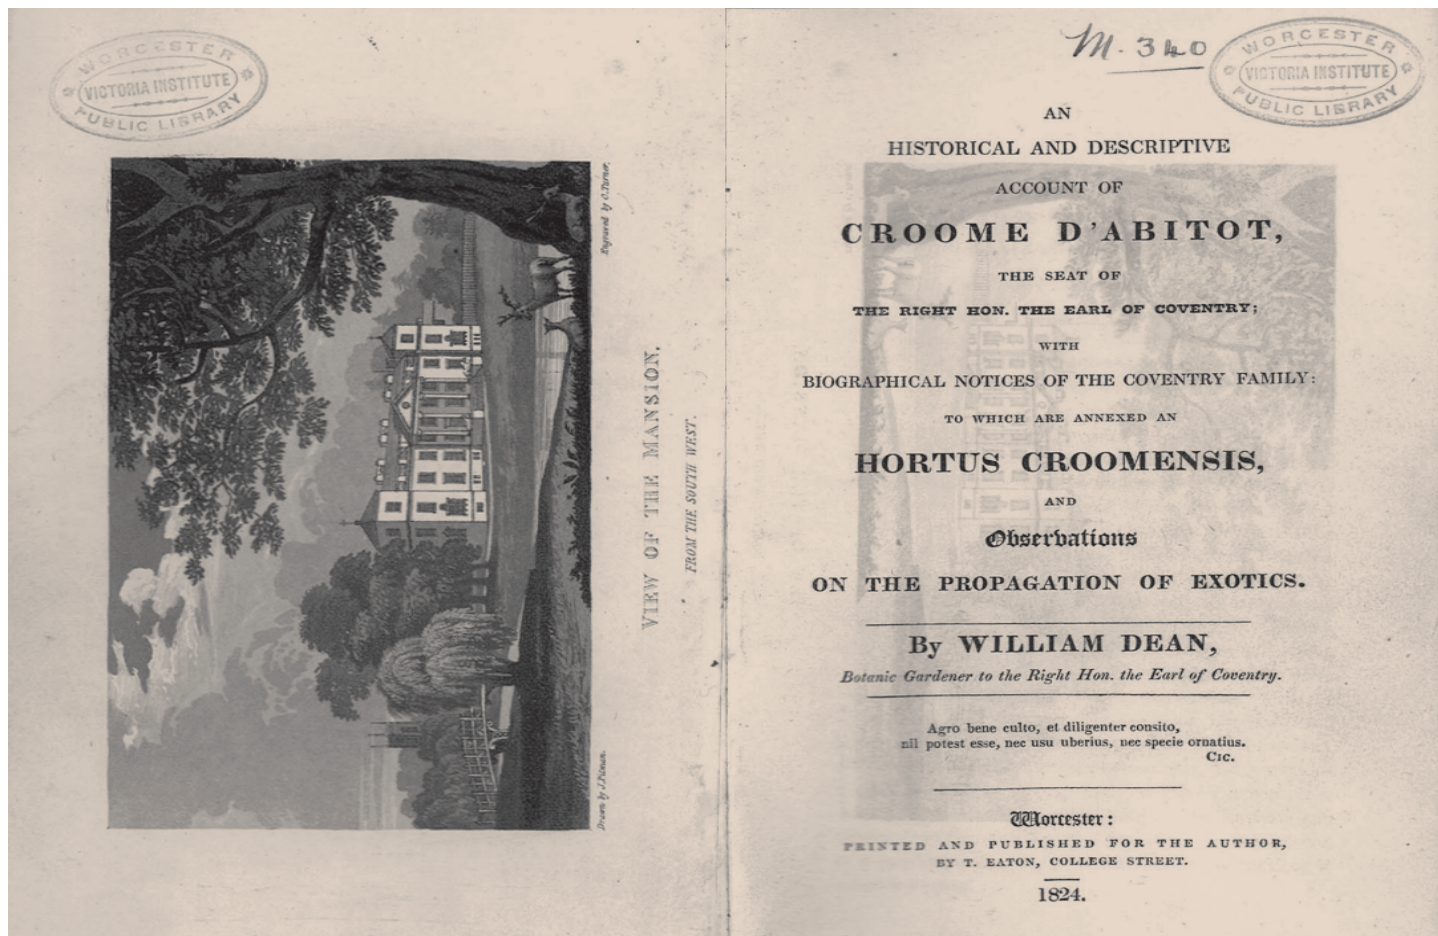 WORCESTER
VICTORIA INSTITUTE
PUBLIC LIBRARY
Drawn by J. Pitman.
Engraved by C. Turner.
VIEW OF THE MANSION,
FROM THE SOUTH WEST.
M. 340
WORCESTER
VICTORIA INSTITUTE
PUBLIC LIBRARY
AN
HISTORICAL AND DESCRIPTIVE
ACCOUNT OF
CROOME D'ABITOT,
THE SEAT OF
THE RIGHT HON. THE EARL OF COVENTRY;
WITH
BIOGRAPHICAL NOTICES OF THE COVENTRY FAMILY:
TO WHICH ARE ANNEXED AN
HORTUS CROOMENSIS,
AND
Observations
ON THE PROPAGATION OF EXOTICS.
By WILLIAM DEAN,
Botanic Gardener to the Right Hon. the Earl of Coventry.
Agro bene culto, et diligenter consito,
nil potest esse, nec usu uberius, nec specie ornatius.
CIC.
Worcester:
PRINTED AND PUBLISHED FOR THE AUTHOR,
BY T. EATON, COLLEGE STREET.
1824.